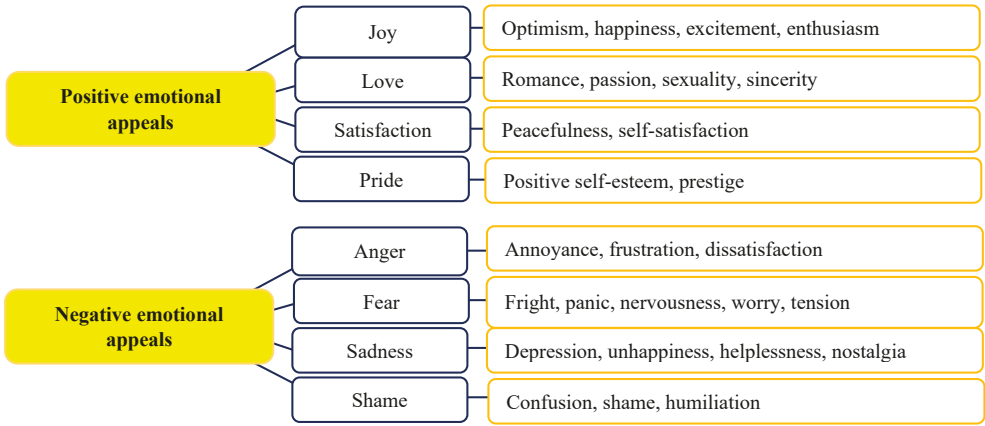 Positive emotional
appeals
Joy
Optimism, happiness, excitement, enthusiasm
Love
Romance, passion, sexuality, sincerity
Satisfaction
Peacefulness, self-satisfaction
Pride
Positive self-esteem, prestige
Negative emotional
appeals
Anger
Annoyance, frustration, dissatisfaction
Fear
Fright, panic, nervousness, worry, tension
Sadness
Depression, unhappiness, helplessness, nostalgia
Shame
Confusion, shame, humiliation